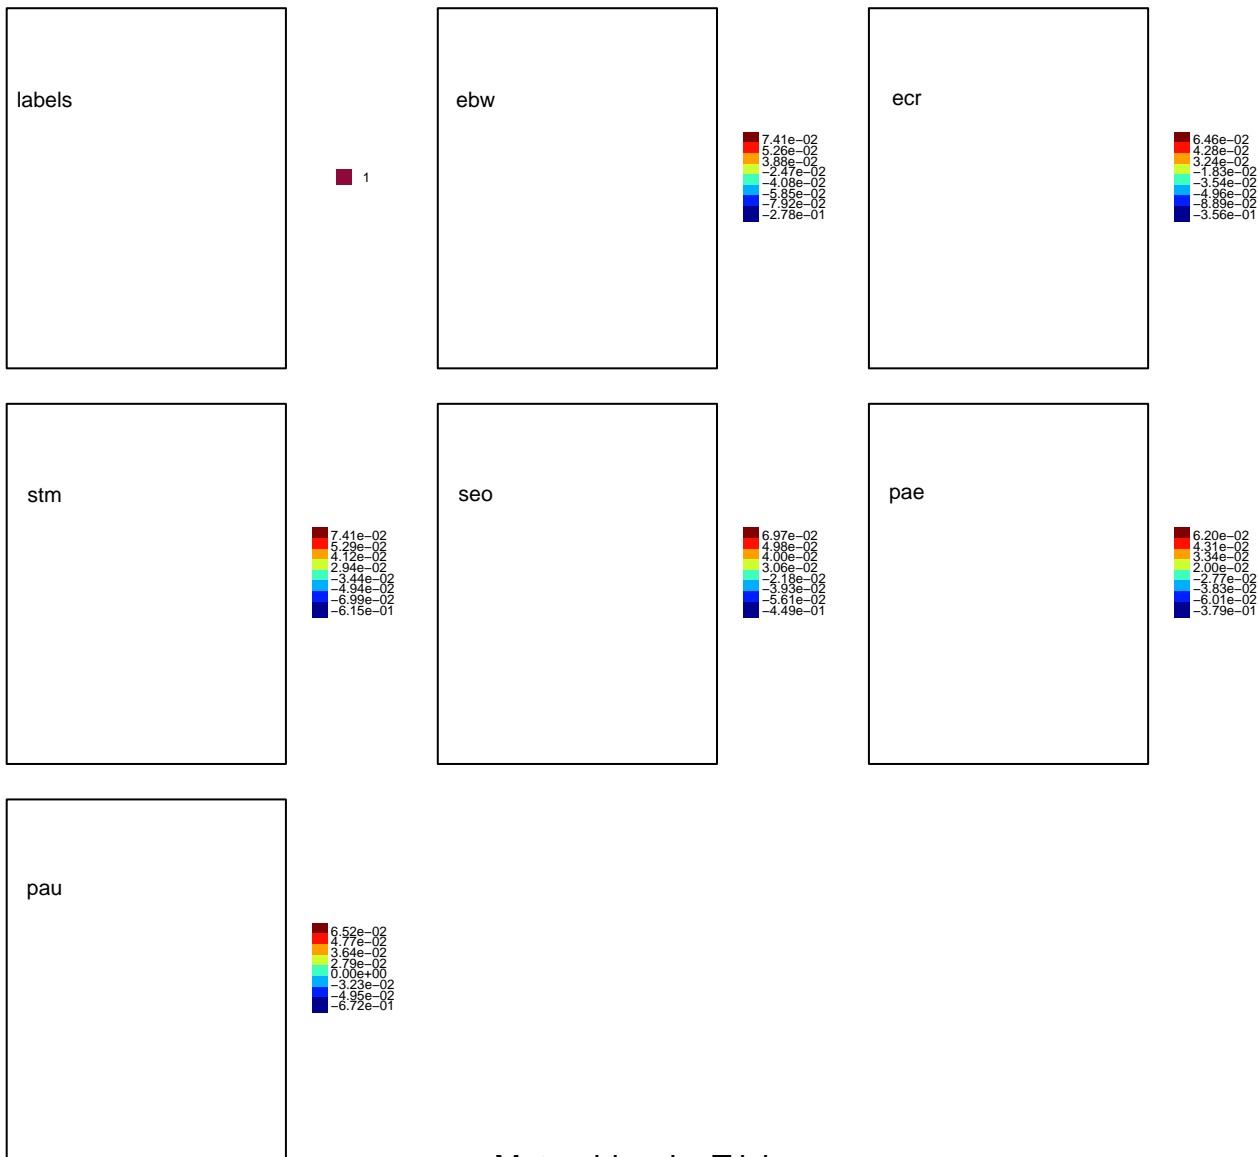 labels
1
ebw
7.41e−02
5.26e−02
3.88e−02
−2.47e−02
−4.08e−02
−5.85e−02
−7.92e−02
−2.78e−01
ecr
6.46e−02
4.28e−02
3.24e−02
−1.83e−02
−3.54e−02
−4.96e−02
−8.89e−02
−3.56e−01
stm
7.41e−02
5.29e−02
4.12e−02
2.94e−02
−3.44e−02
−4.94e−02
−6.99e−02
−6.15e−01
seo
6.97e−02
4.98e−02
4.00e−02
3.06e−02
−2.18e−02
−3.93e−02
−5.61e−02
−4.49e−01
pae
6.20e−02
4.31e−02
3.34e−02
2.00e−02
−2.77e−02
−3.83e−02
−6.01e−02
−3.79e−01
pau
6.52e−02
4.77e−02
3.64e−02
2.79e−02
0.00e+00
−3.23e−02
−4.95e−02
−6.72e−01